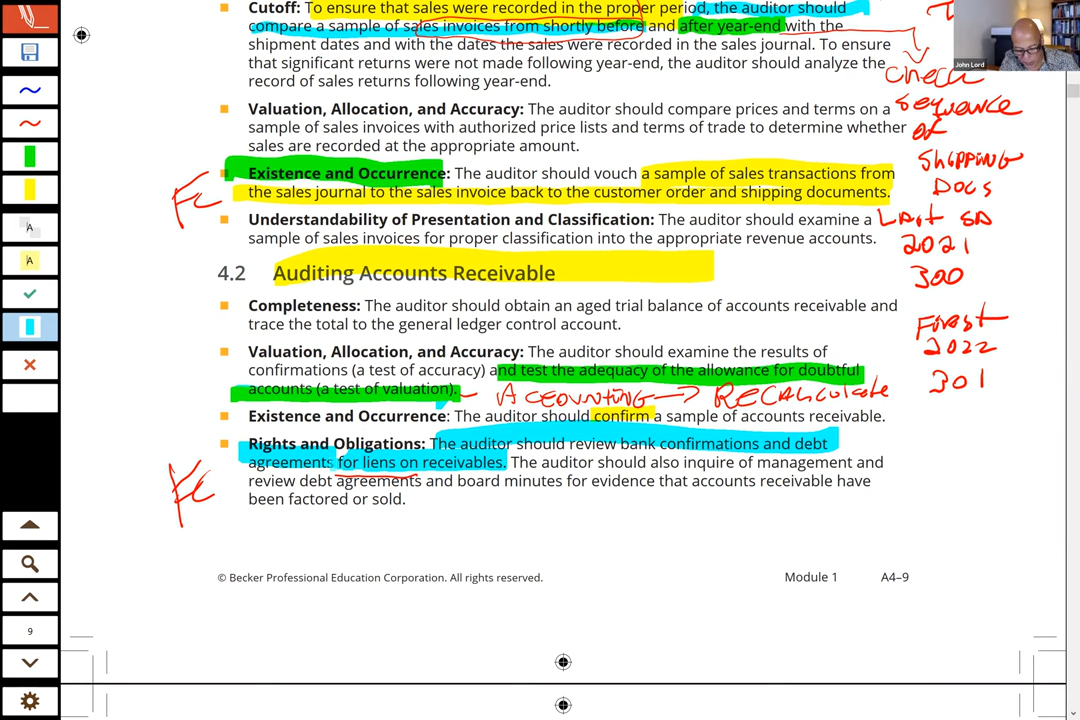 Cutoff: To ensure that sales were recorded in the proper period, the auditor should
compare a sample of sales invoices from shortly before and after year-end with the
shipment dates and with the dates the sales were recorded in the sales journal. To ensure
that significant returns were not made following year-end, the auditor should analyze the
record of sales returns following year-end.
John Lord
Check
Sequence
of
Shipping
Docs
Last SD
2021
300
First
2022
301
Valuation, Allocation, and Accuracy: The auditor should compare prices and terms on a
sample of sales invoices with authorized price lists and terms of trade to determine whether
sales are recorded at the appropriate amount.
Existence and Occurrence: The auditor should vouch a sample of sales transactions from
the sales journal to the sales invoice back to the customer order and shipping documents.
FC
Understandability of Presentation and Classification: The auditor should examine a
sample of sales invoices for proper classification into the appropriate revenue accounts.
4.2 Auditing Accounts Receivable
Completeness: The auditor should obtain an aged trial balance of accounts receivable and
trace the total to the general ledger control account.
Valuation, Allocation, and Accuracy: The auditor should examine the results of
confirmations (a test of accuracy) and test the adequacy of the allowance for doubtful
accounts (a test of valuation).
ACCOUNTING → RECALCULATE
Existence and Occurrence: The auditor should confirm a sample of accounts receivable.
Rights and Obligations: The auditor should review bank confirmations and debt
agreements for liens on receivables. The auditor should also inquire of management and
review debt agreements and board minutes for evidence that accounts receivable have
been factored or sold.
FC
© Becker Professional Education Corporation. All rights reserved.
Module 1
A4–9
A
A
9